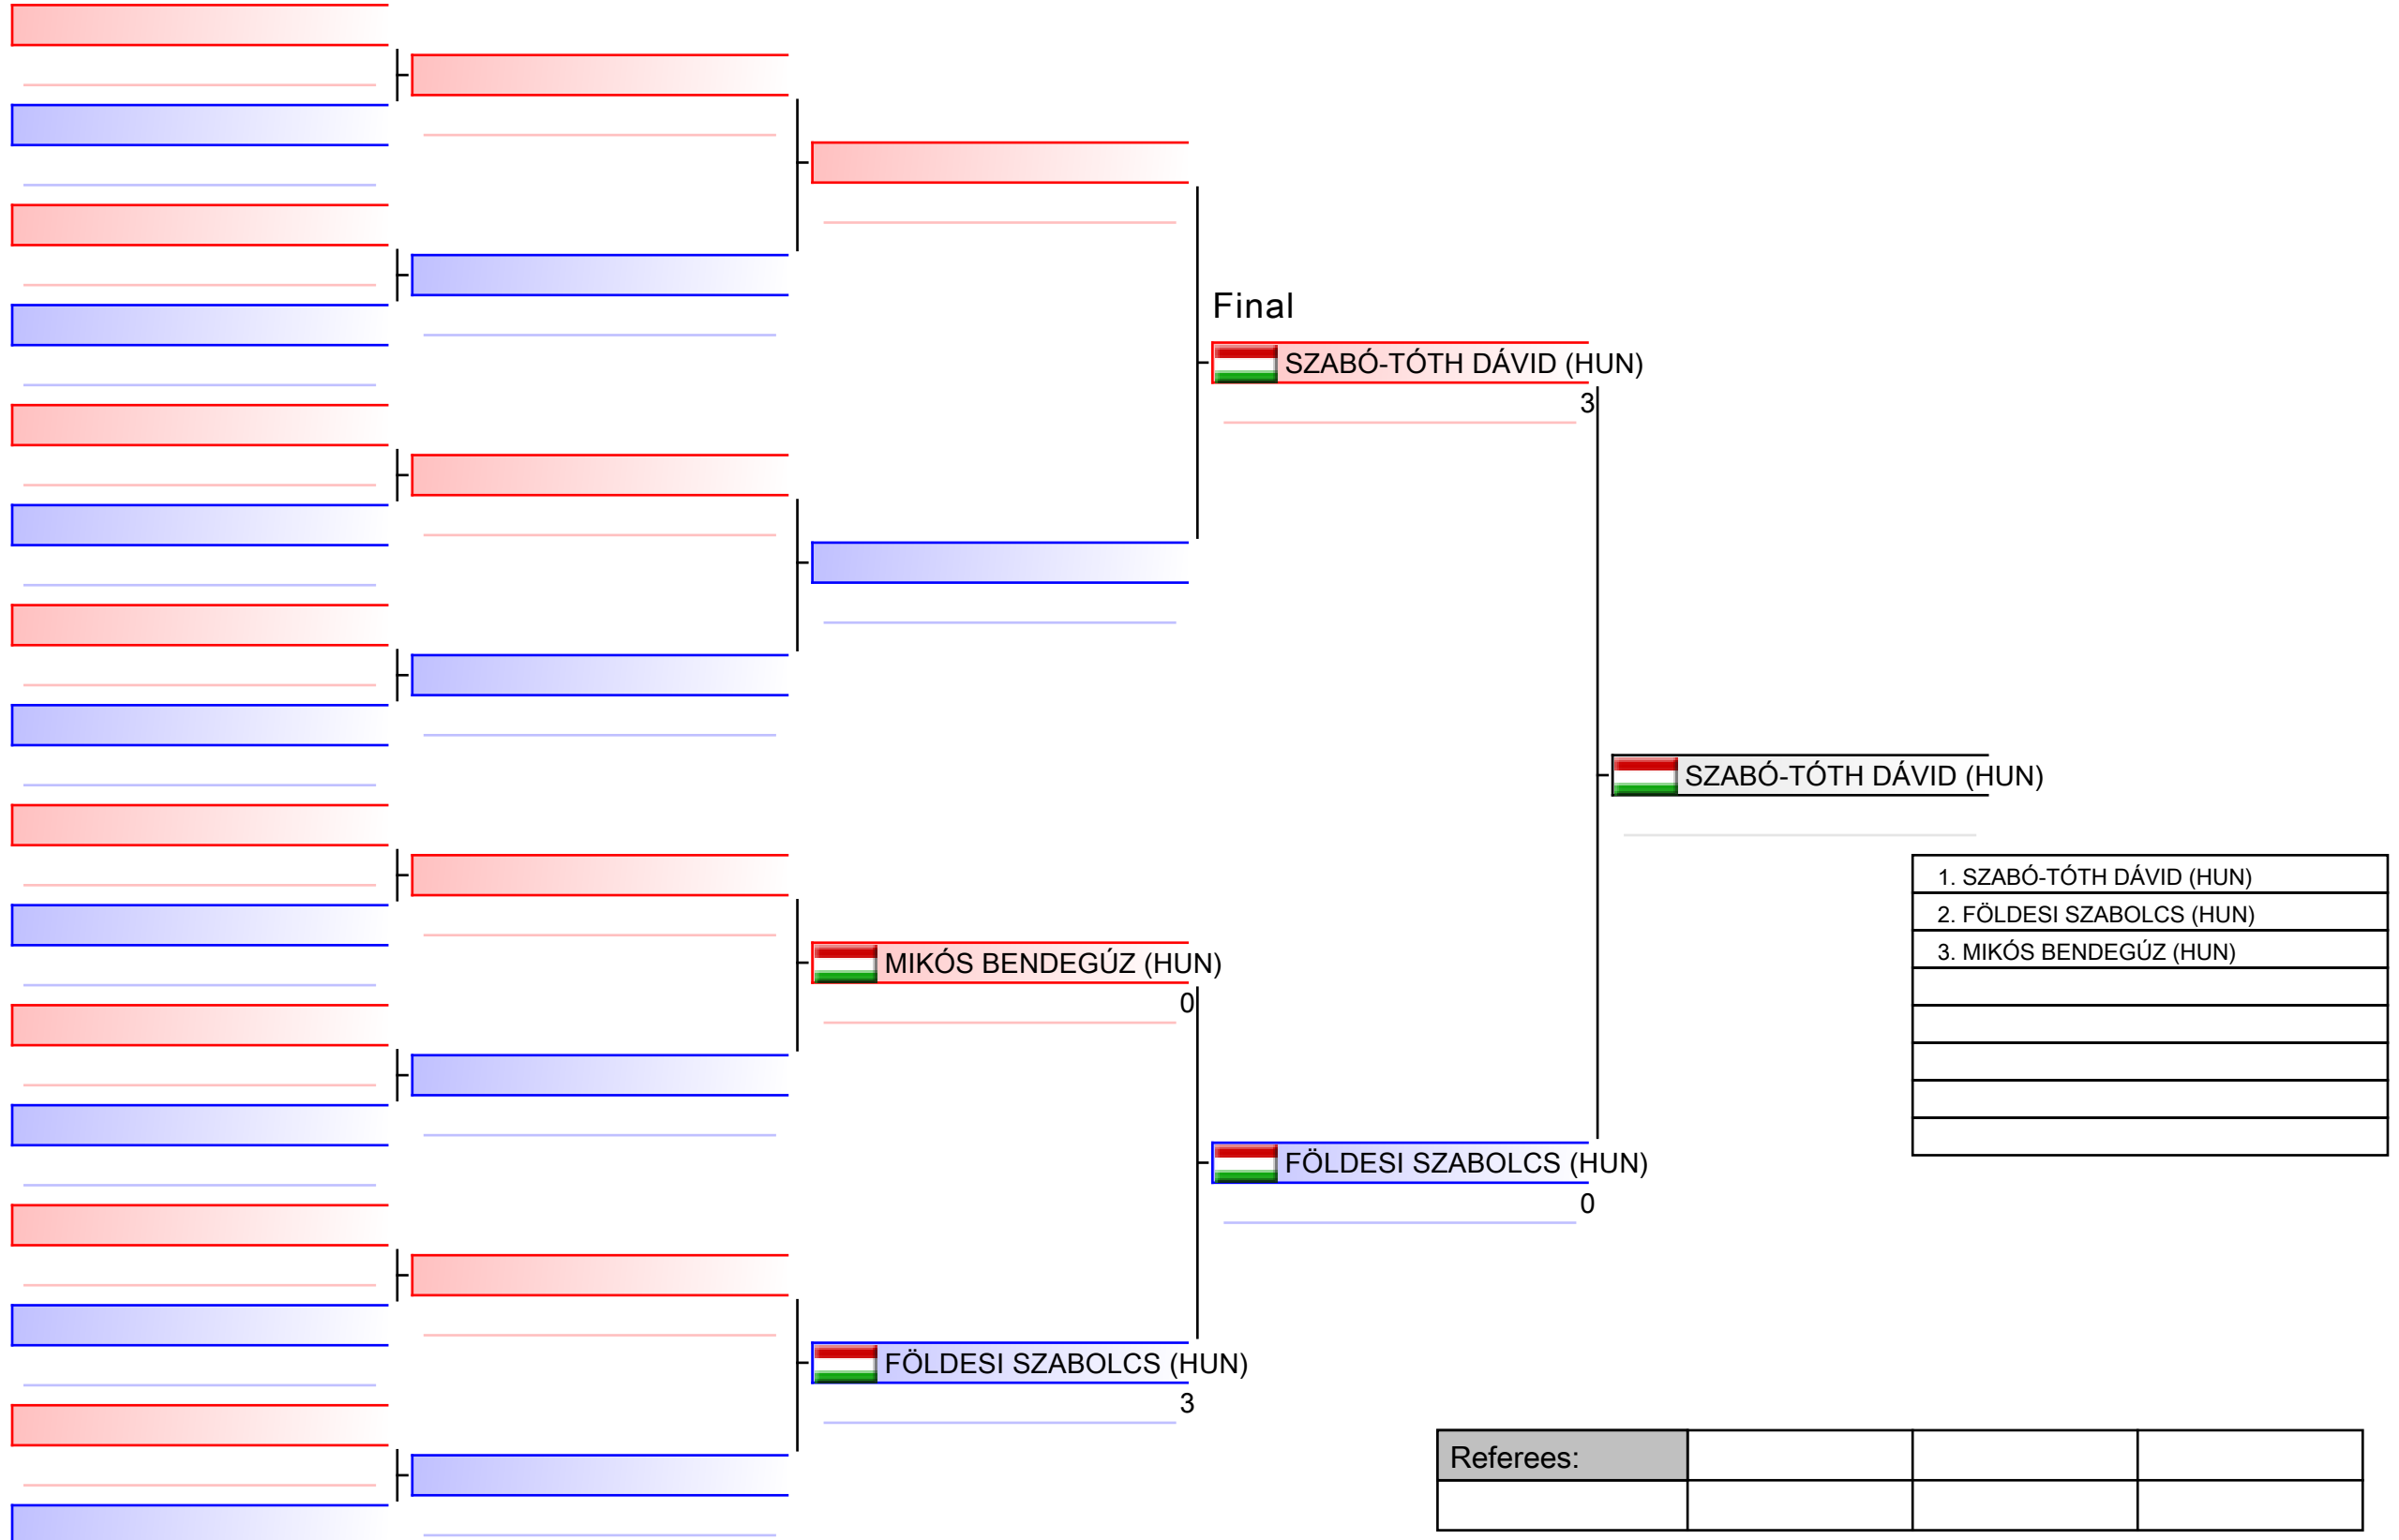 Final
SZABÓ-TÓTH DÁVID (HUN)
3
SZABÓ-TÓTH DÁVID (HUN)
1. SZABÓ-TÓTH DÁVID (HUN)
2. FÖLDESI SZABOLCS (HUN)
3. MIKÓS BENDEGÚZ (HUN)
MIKÓS BENDEGÚZ (HUN)
0
FÖLDESI SZABOLCS (HUN)
0
FÖLDESI SZABOLCS (HUN)
3
Referees: